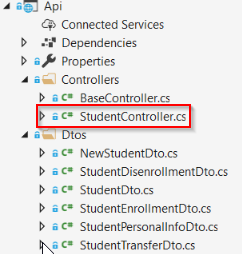 Api
Connected Services
Dependencies
Properties
Controllers
C# BaseController.cs
C# StudentController.cs
Dtos
C# NewStudentDto.cs
C# StudentDisenrollmentDto.cs
C# StudentDto.cs
C# StudentEnrollmentDto.cs
C# StudentPersonalInfoDto.cs
C# StudentTransferDto.cs